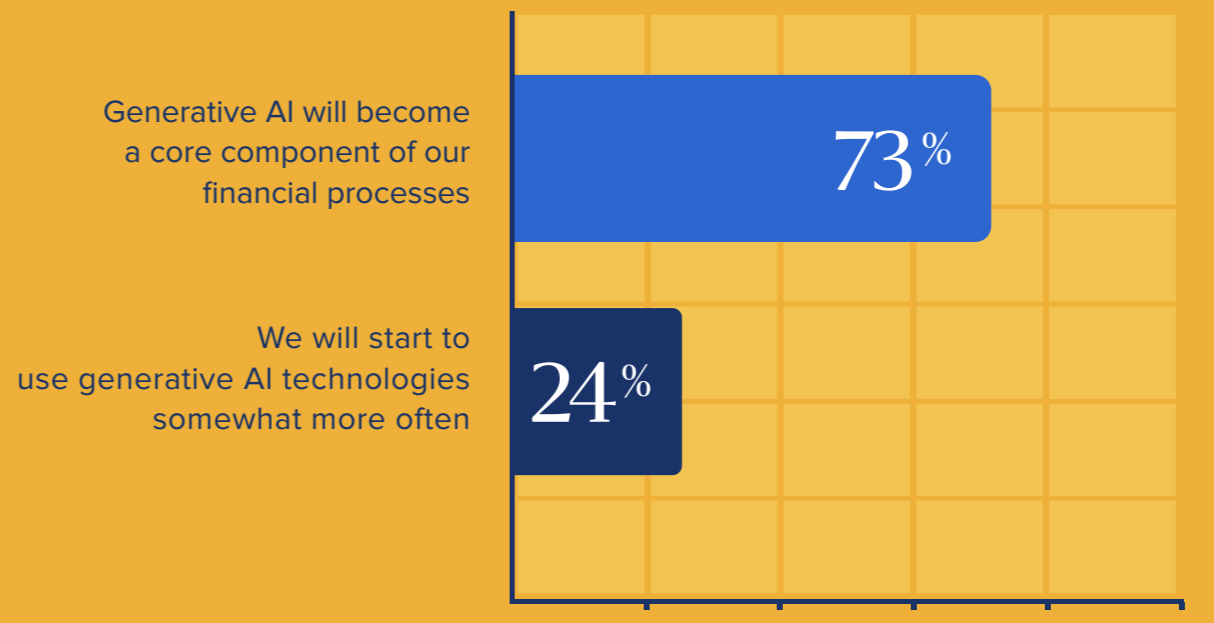 Generative AI will become
a core component of our
financial processes
73%
We will start to
use generative AI technologies
somewhat more often
24%